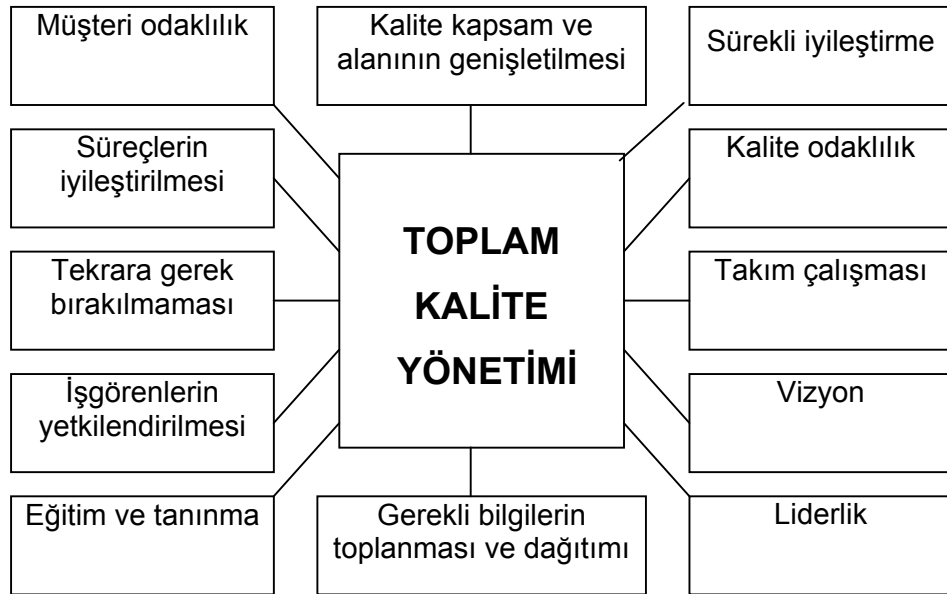 Müşteri odaklılık
Kalite kapsam ve
alanının genişletilmesi
Sürekli iyileştirme
Süreçlerin
iyileştirilmesi
Kalite odaklılık
TOPLAM
KALİTE
YÖNETİMİ
Tekrara gerek
bırakılmaması
Takım çalışması
İşgörenlerin
yetkilendirilmesi
Vizyon
Eğitim ve tanınma
Gerekli bilgilerin
toplanması ve dağıtımı
Liderlik